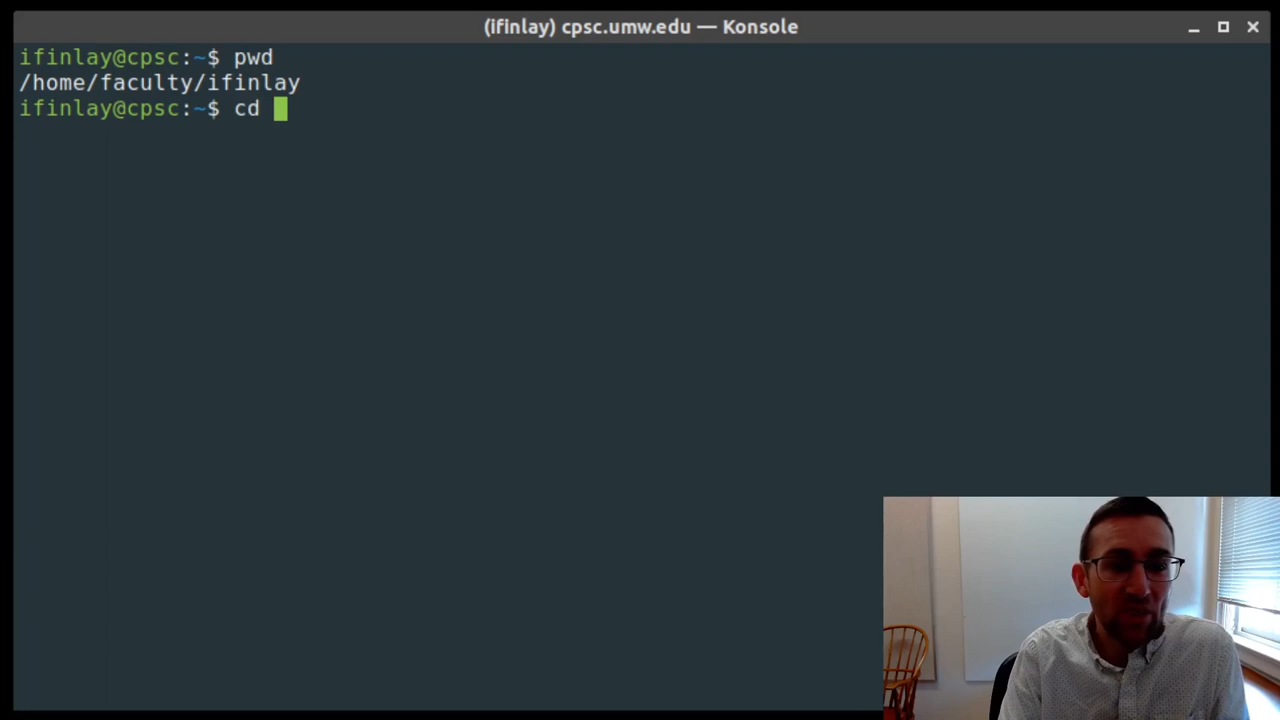 (ifinlay) cpsc.umw.edu — Konsole
ifinlay@cpsc:~$ pwd
/home/faculty/ifinlay
ifinlay@cpsc:~$ cd